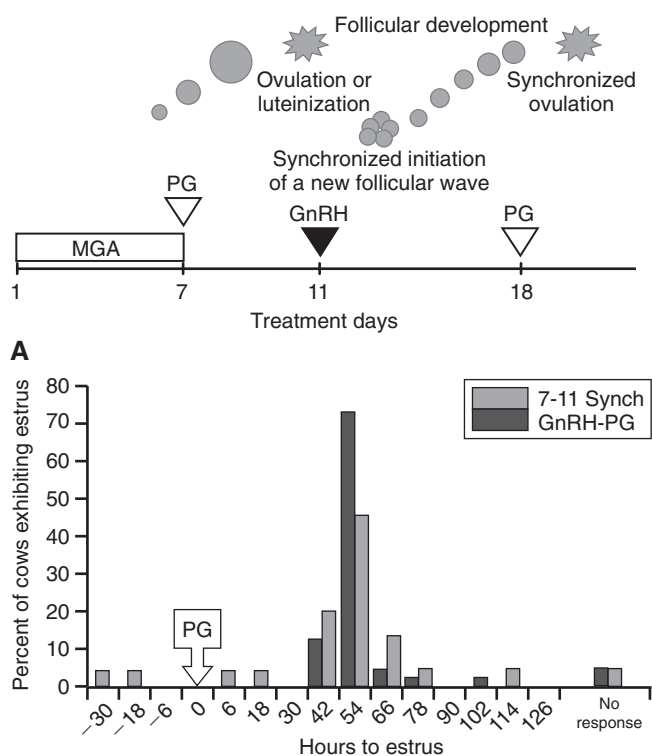 Follicular development
Ovulation or
luteinization
Synchronized
ovulation
Synchronized initiation
of a new follicular wave
PG
GnRH
PG
MGA
1
7
11
18
Treatment days
A
Percent of cows exhibiting estrus
80
70
60
50
40
30
20
10
0
7-11 Synch
GnRH-PG
PG
−30
−18
−6
0
6
18
30
42
54
66
78
90
102
114
126
No
response
Hours to estrus